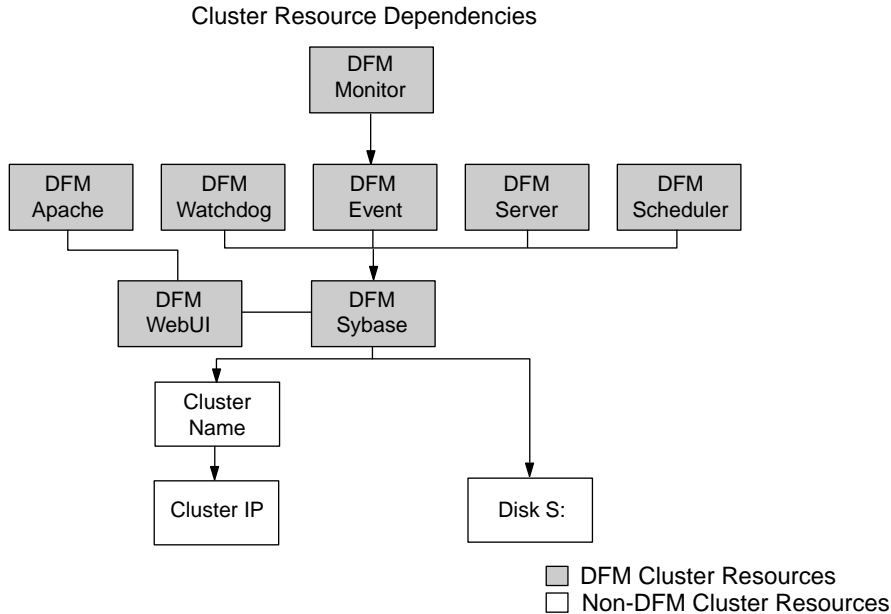 Cluster Resource Dependencies
DFM
Monitor
DFM
Apache
DFM
Watchdog
DFM
Event
DFM
Server
DFM
Scheduler
DFM
WebUI
DFM
Sybase
Cluster
Name
Cluster IP
Disk S:
DFM Cluster Resources
Non-DFM Cluster Resources